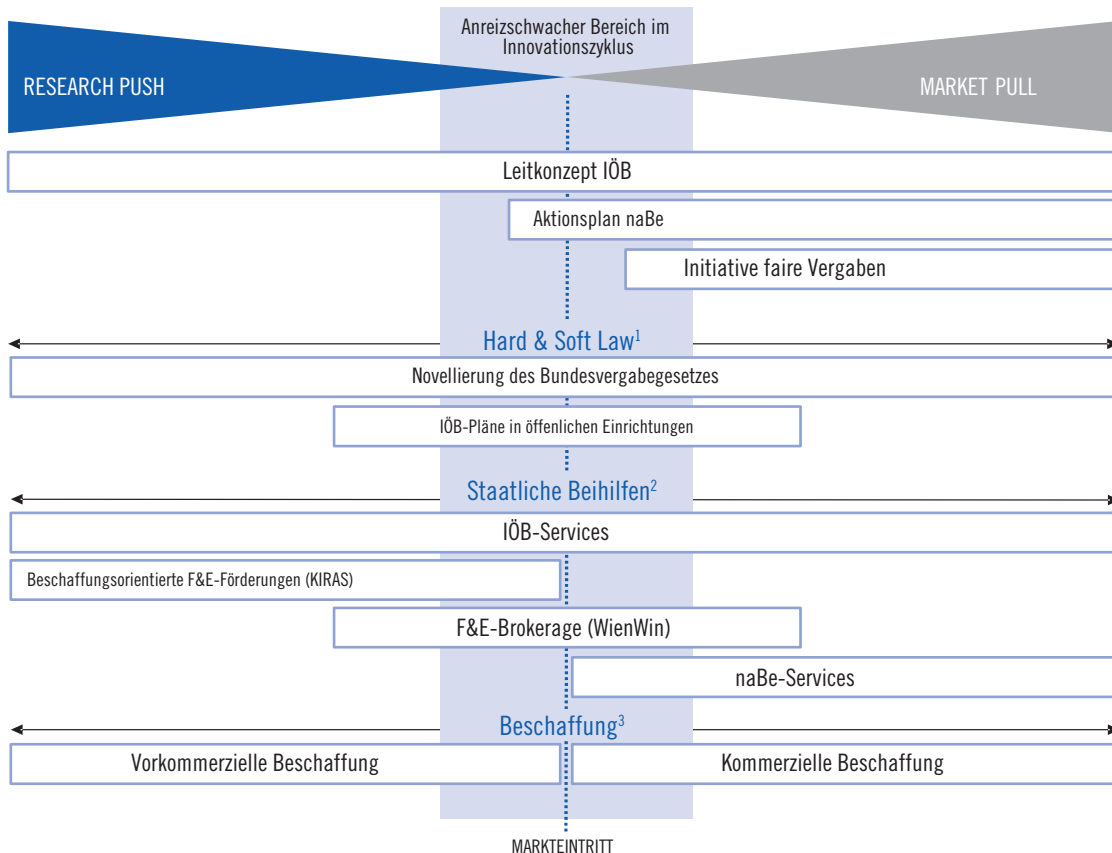 Anreizschwacher Bereich im
Innovationszyklus
RESEARCH PUSH
MARKET PULL
Leitkonzept IÖB
Aktionsplan naBe
Initiative faire Vergaben
Hard & Soft Law¹
Novellierung des Bundesvergabegesetzes
IÖB-Pläne in öffenlichen Einrichtungen
Staatliche Beihilfen²
IÖB-Services
Beschaffungsorientierte F&E-Förderungen (KIRAS)
F&E-Brokerage (WienWin)
naBe-Services
Beschaffung³
Vorkommerzielle Beschaffung
Kommerzielle Beschaffung
MARKTEINTRITT